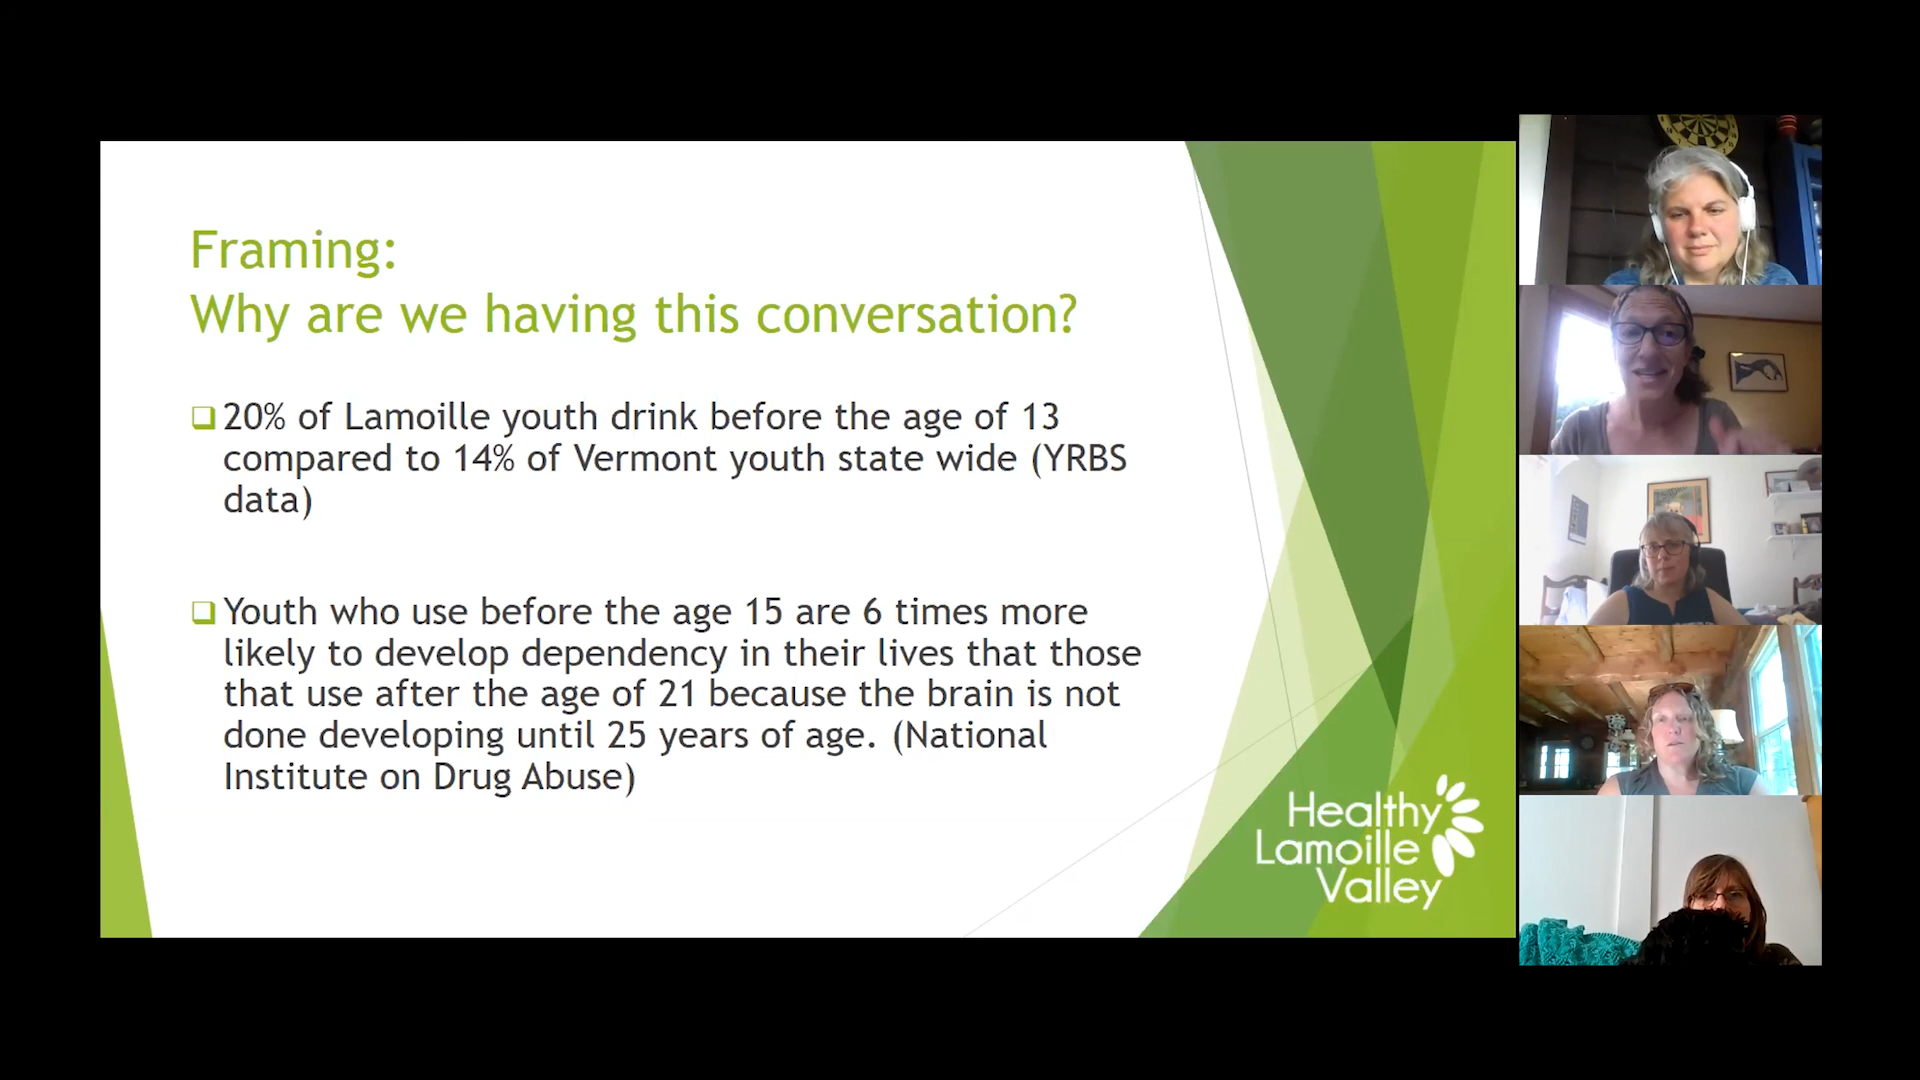 Framing:
Why are we having this conversation?
20% of Lamoille youth drink before the age of 13
compared to 14% of Vermont youth state wide (YRBS
data)
Youth who use before the age 15 are 6 times more
likely to develop dependency in their lives that those
that use after the age of 21 because the brain is not
done developing until 25 years of age. (National
Institute on Drug Abuse)
Healthy
Lamoille
Valley